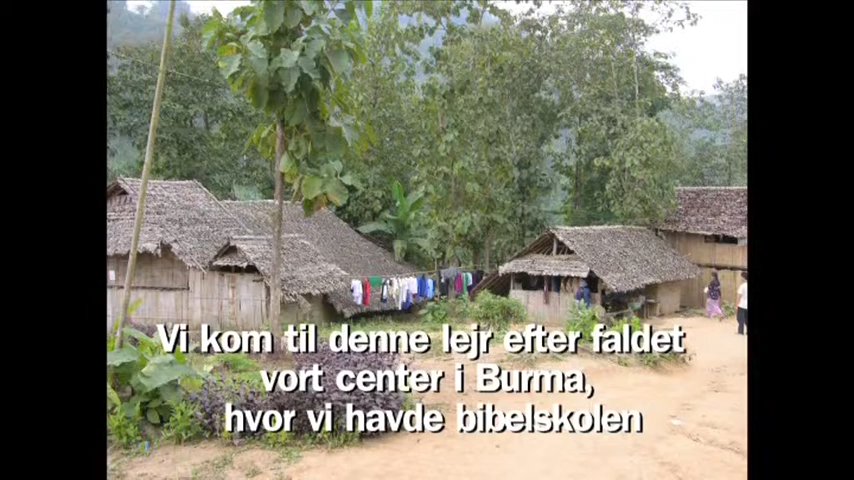 Vi kom til denne lejr efter faldet
vort center i Burma,
hvor vi havde bibelskolen